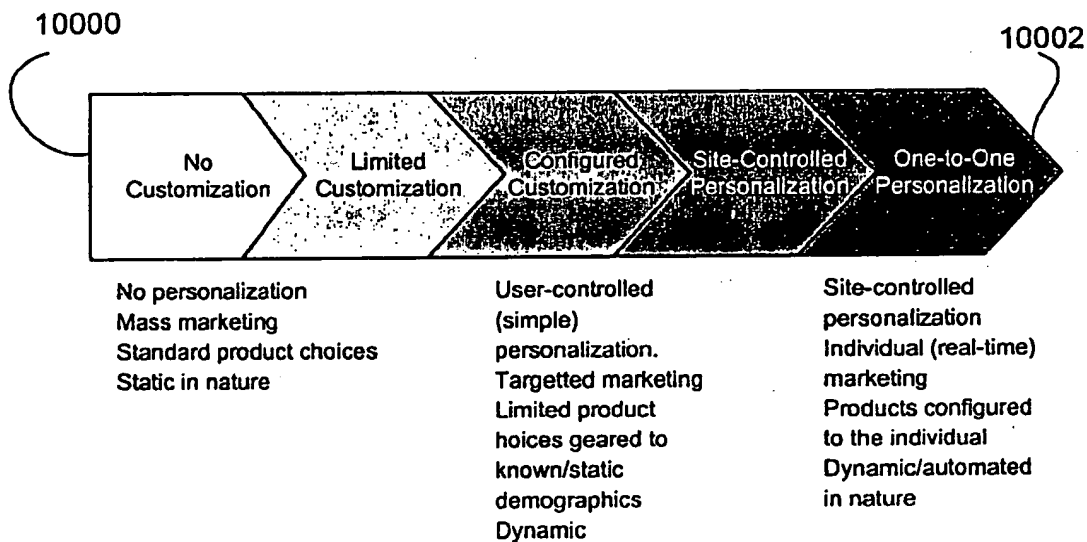 10000
10002
No
Customization
Limited
Customization
Configured
Customization
Site-Controlled
Personalization
One-to-One
Personalization
No personalization
Mass marketing
Standard product choices
Static in nature
User-controlled
(simple)
personalization.
Targetted marketing
Limited product
hoices geared to
known/static
demographics
Dynamic
Site-controlled
personalization
Individual (real-time)
marketing
Products configured
to the individual
Dynamic/automated
in nature